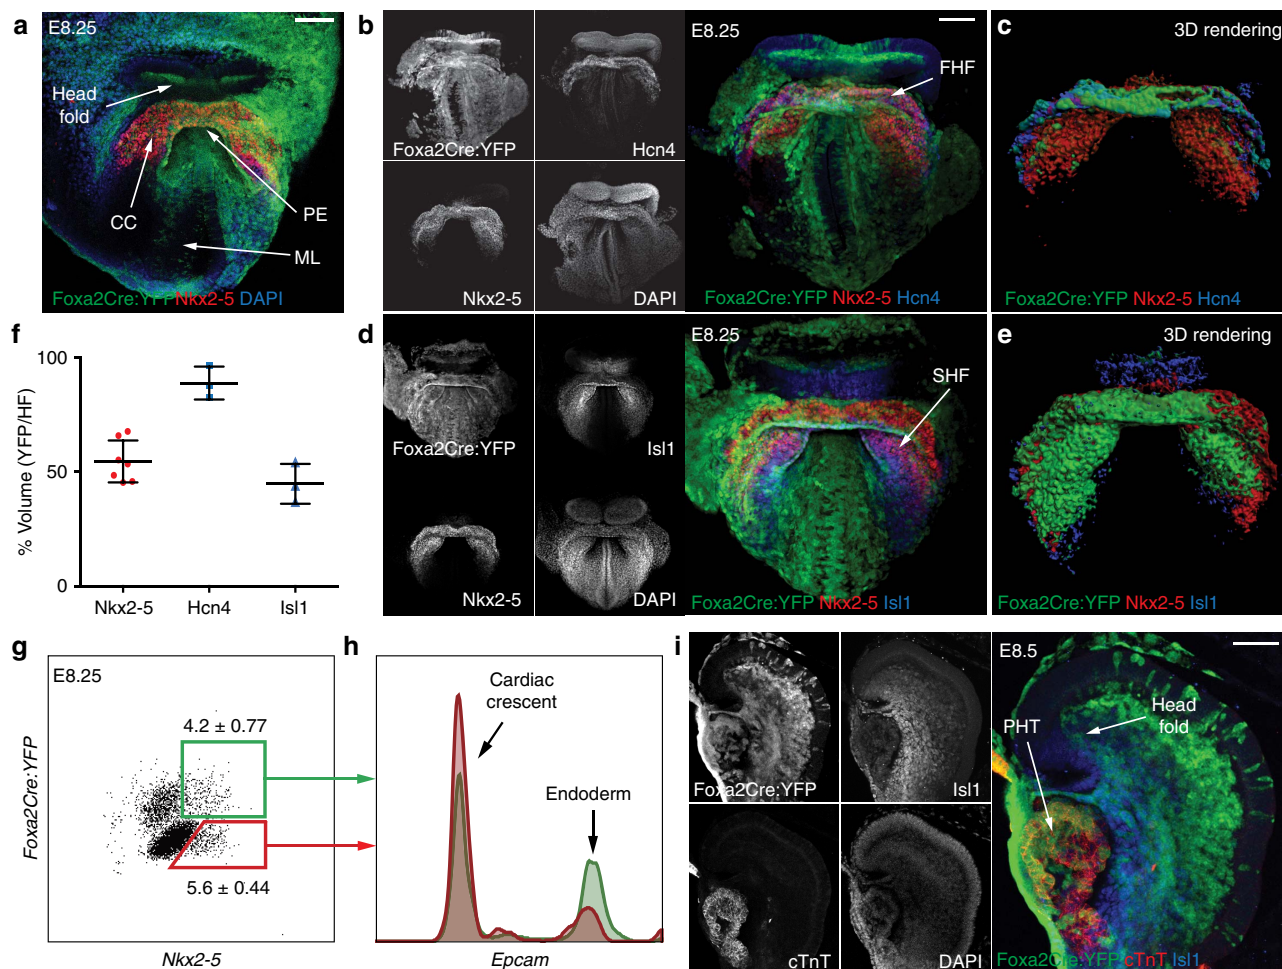 a
E8.25
Head
fold
CC
PE
ML
Foxa2Cre:YFP Nkx2-5 DAPI
b
Foxa2Cre:YFP
Hcn4
Nkx2-5
DAPI
E8.25
FHF
Foxa2Cre:YFP Nkx2-5 Hcn4
c
3D rendering
Foxa2Cre:YFP Nkx2-5 Hcn4
d
Foxa2Cre:YFP
Isl1
Nkx2-5
DAPI
E8.25
SHF
Foxa2Cre:YFP Nkx2-5 Isl1
e
3D rendering
Foxa2Cre:YFP Nkx2-5 Isl1
f
% Volume (YFP/HF)
100
50
0
Nkx2-5
Hcn4
Isl1
g
E8.25
4.2 ± 0.77
5.6 ± 0.44
Foxa2Cre:YFP
Nkx2-5
h
Cardiac
crescent
Endoderm
Epcam
i
Foxa2Cre:YFP
Isl1
cTnT
DAPI
E8.5
PHT
Head
fold
Foxa2Cre:YFP cTnT Isl1